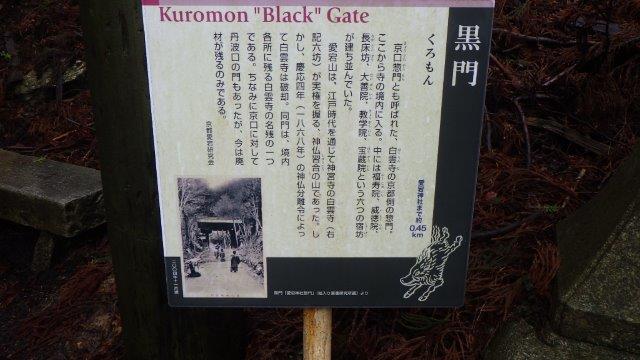 Kuromon "Black" Gate
黒門
くろもん
京口惣門とも呼ばれた、白雲寺の京都側の惣門。
ここから寺の境内に入る。中には福寿院、威徳院、
長床坊、大善院、教学院、宝蔵院という六つの宿坊
が建ち並んでいた。
愛宕山は、江戸時代を通じて神宮寺の白雲寺（右
記六坊）が実権を握る、神仏習合の山であった。し
かし、慶応四年（一八六八年）の神仏分離令によっ
て白雲寺は破却。同門は、境内
各所に残る白雲寺の名残の一つ
である。ちなみに京口に対して
丹波口の門もあったが、今は廃
材が残るのみである。
京都愛宕研究会
愛宕神社まで約
0.45
km